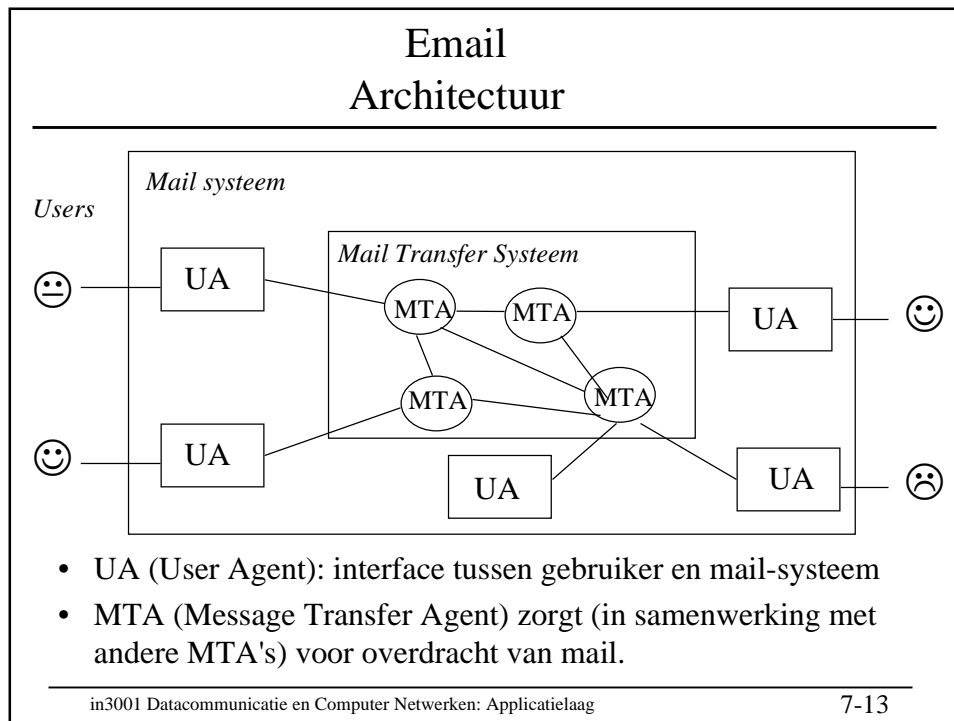 Email
Architectuur
Mail systeem
Users
Mail Transfer Systeem
UA
MTA
MTA
UA
MTA
MTA
UA
UA
UA
• UA (User Agent): interface tussen gebruiker en mail-systeem
• MTA (Message Transfer Agent) zorgt (in samenwerking met
andere MTA's) voor overdracht van mail.
in3001 Datacommunicatie en Computer Netwerken: Applicatielaag
7-13